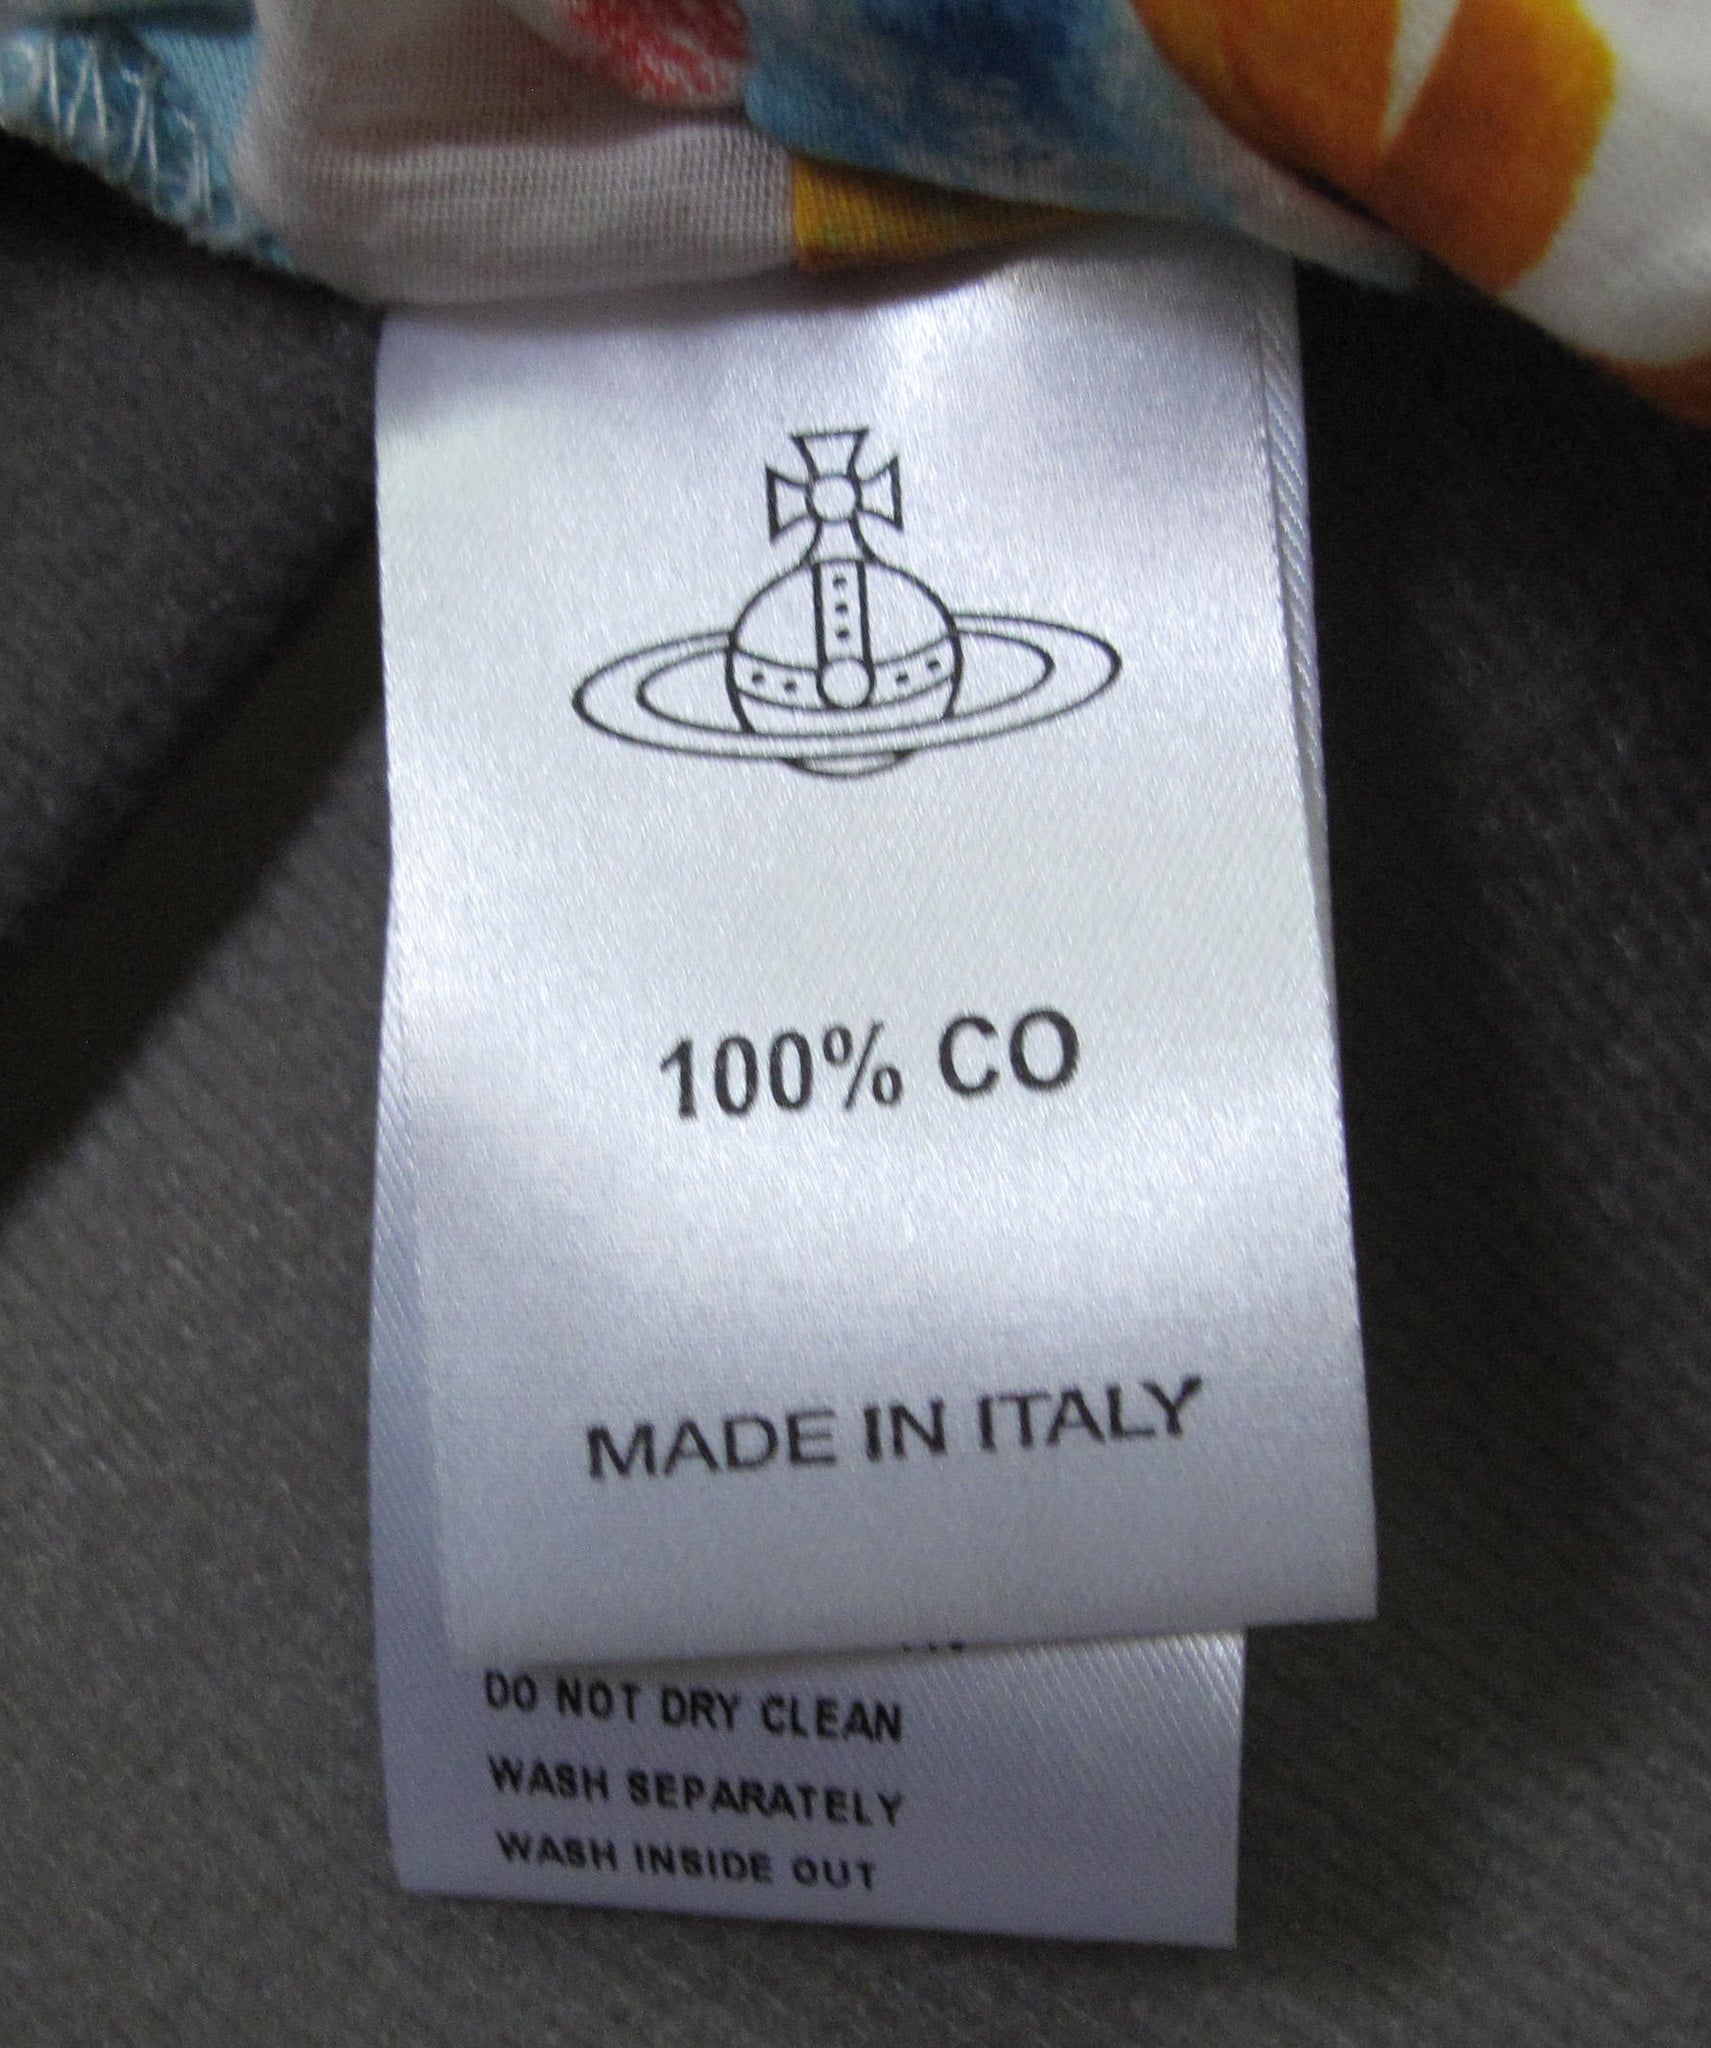 100% CO
MADE IN ITALY
DO NOT DRY CLEAN
WASH SEPARATELY
WASH INSIDE OUT